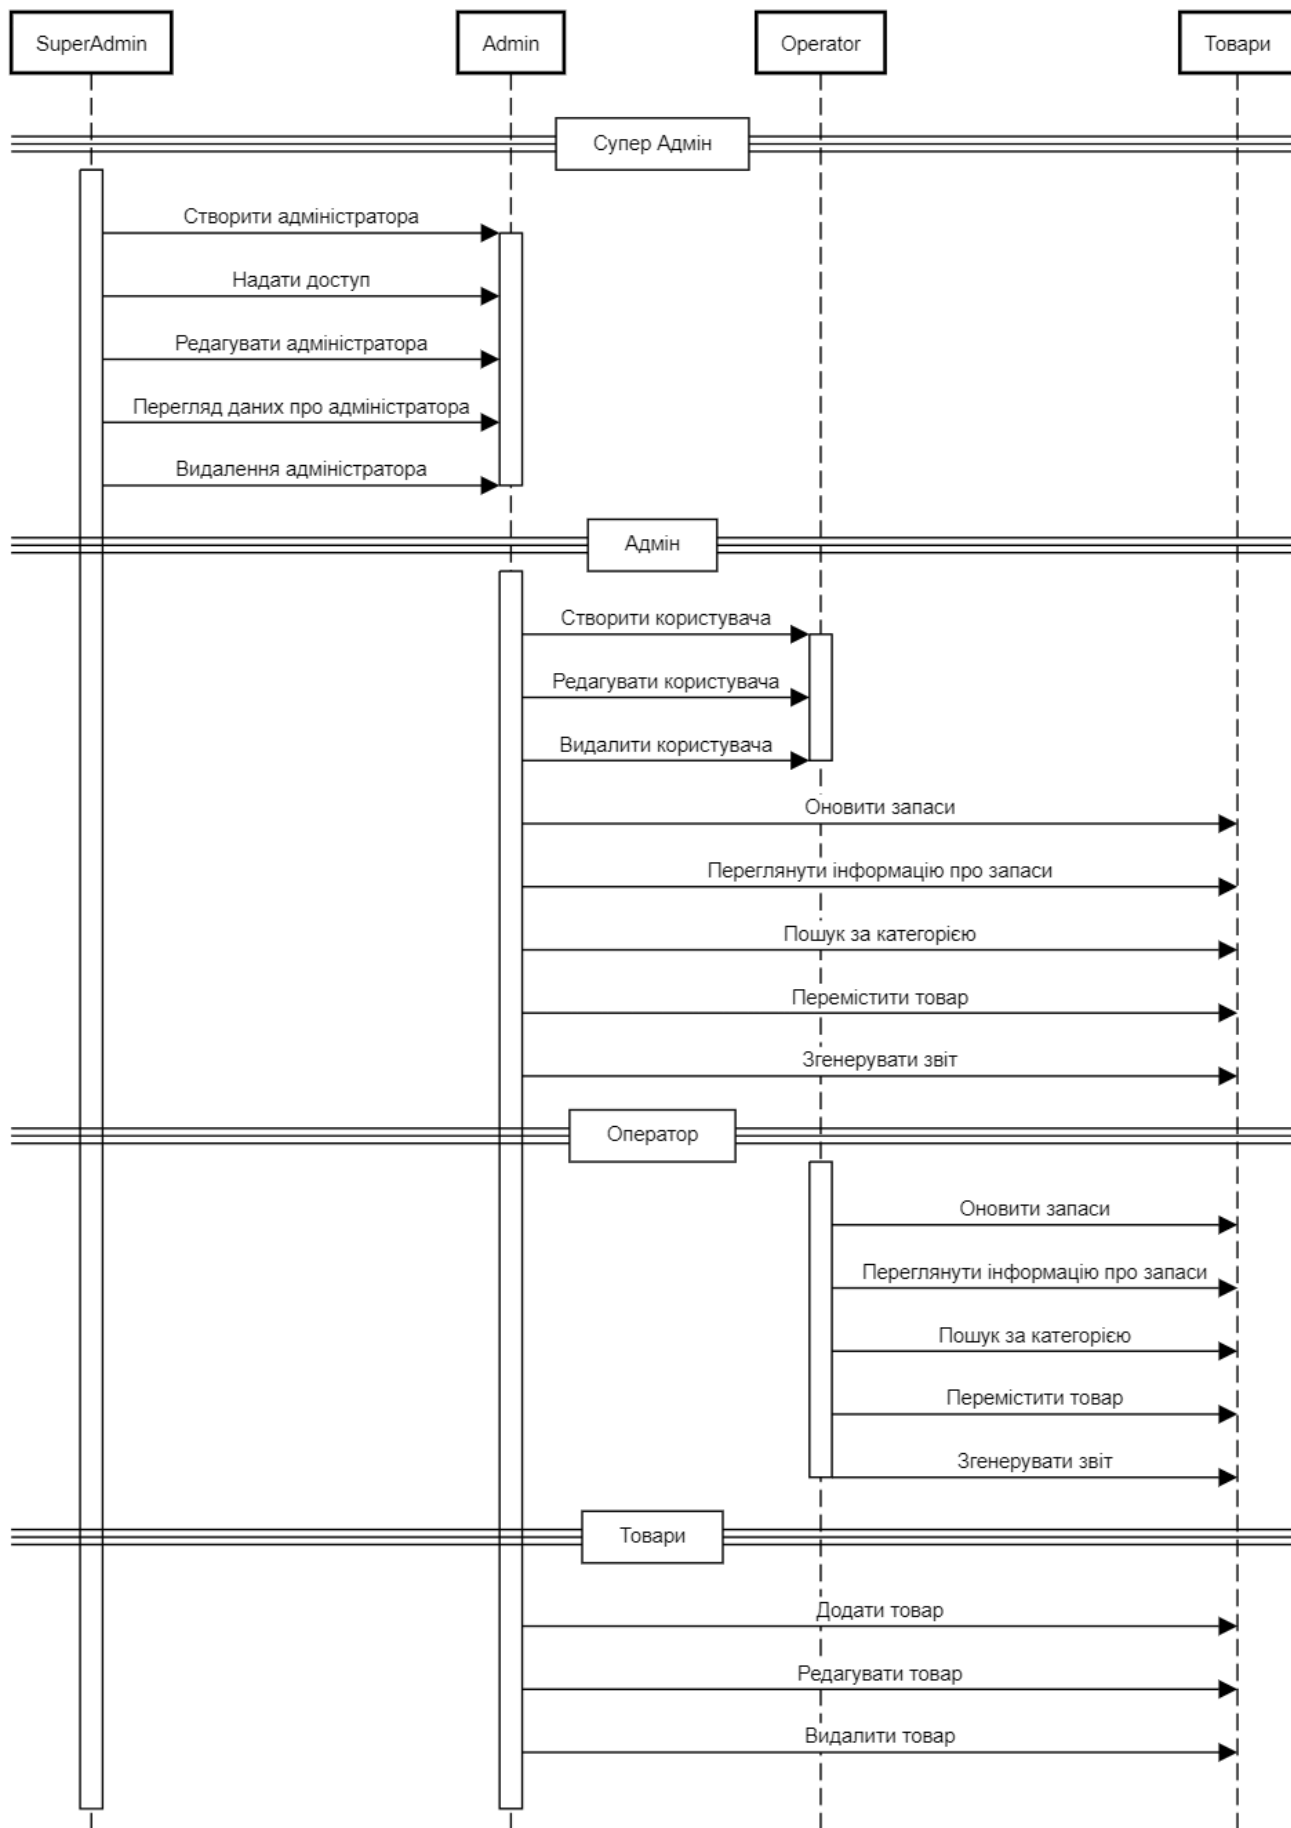 SuperAdmin
Admin
Operator
Товари
Супер Адмін
Створити адміністратора
Надати доступ
Редагувати адміністратора
Перегляд даних про адміністратора
Видалення адміністратора
Адмін
Створити користувача
Редагувати користувача
Видалити користувача
Оновити запаси
Переглянути інформацію про запаси
Пошук за категорією
Перемістити товар
Згенерувати звіт
Оператор
Оновити запаси
Переглянути інформацію про запаси
Пошук за категорією
Перемістити товар
Згенерувати звіт
Товари
Додати товар
Редагувати товар
Видалити товар